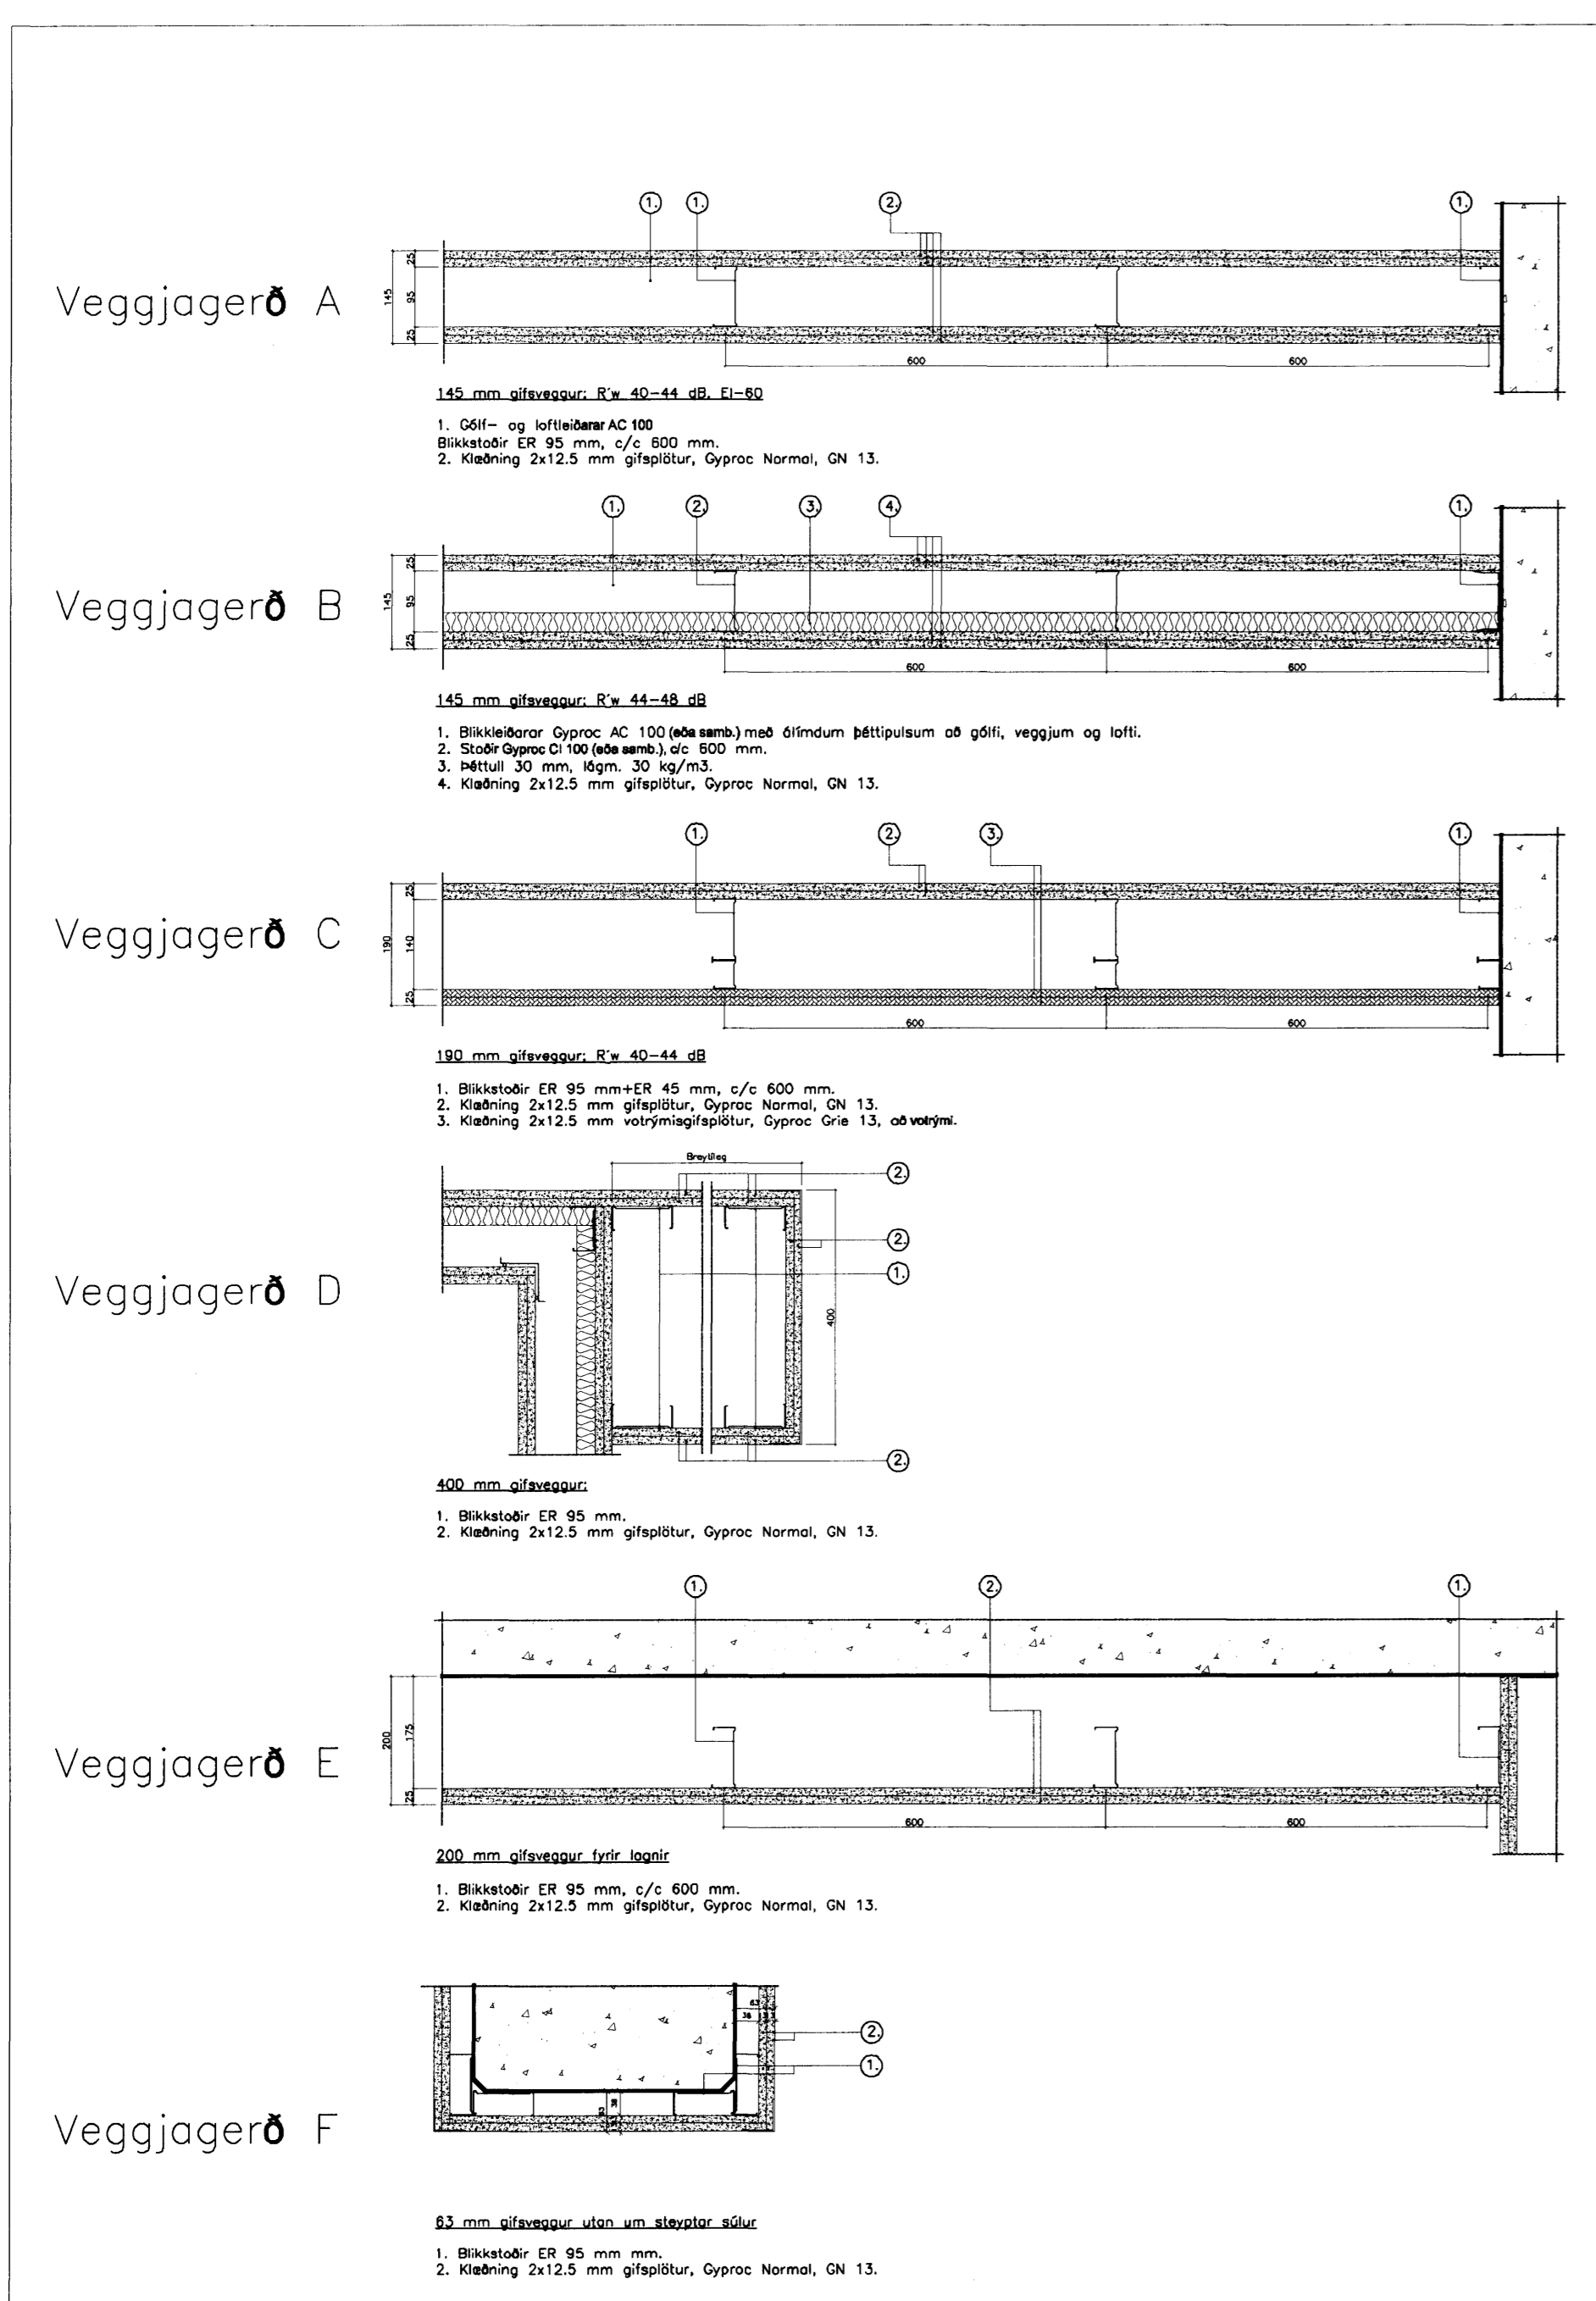 Veggjagerð A
1.
1.
2.
1.
145
25
95
25
600
600
145 mm gifsveggur: R'w 40-44 dB. EI-60
1. Gólf- og loftleiðarar AC 100
Blikkstoðir ER 95 mm, c/c 600 mm.
2. Klæðning 2x12.5 mm gifsplötur, Gyproc Normal, GN 13.
Veggjagerð B
1.
2.
3.
4.
1.
145
25
95
25
600
600
145 mm gifsveggur: R'w 44-48 dB
1. Blikkleiðarar Gyproc AC 100 (eða samb.) með álímdum þéttipulsum að gólfi, veggjum og lofti.
2. Stoðir Gyproc CI 100 (eða samb.), c/c 600 mm.
3. Þéttull 30 mm, lágm. 30 kg/m3.
4. Klæðning 2x12.5 mm gifsplötur, Gyproc Normal, GN 13.
Veggjagerð C
1.
2.
3.
1.
190
25
140
25
600
600
190 mm gifsveggur: R'w 40-44 dB
1. Blikkstoðir ER 95 mm+ER 45 mm, c/c 600 mm.
2. Klæðning 2x12.5 mm gifsplötur, Gyproc Normal, GN 13.
3. Klæðning 2x12.5 mm votrýmisgifsplötur, Gyproc Grie 13, að votrými.
Veggjagerð D
Breytileg
2.
2.
1.
400
2.
400 mm gifsveggur:
1. Blikkstoðir ER 95 mm.
2. Klæðning 2x12.5 mm gifsplötur, Gyproc Normal, GN 13.
Veggjagerð E
1.
2.
1.
200
175
25
600
600
200 mm gifsveggur fyrir lagnir
1. Blikkstoðir ER 95 mm, c/c 600 mm.
2. Klæðning 2x12.5 mm gifsplötur, Gyproc Normal, GN 13.
Veggjagerð F
63
38
2.
1.
63
38
63 mm gifsveggur utan um steyptar súlur
1. Blikkstoðir ER 95 mm mm.
2. Klæðning 2x12.5 mm gifsplötur, Gyproc Normal, GN 13.